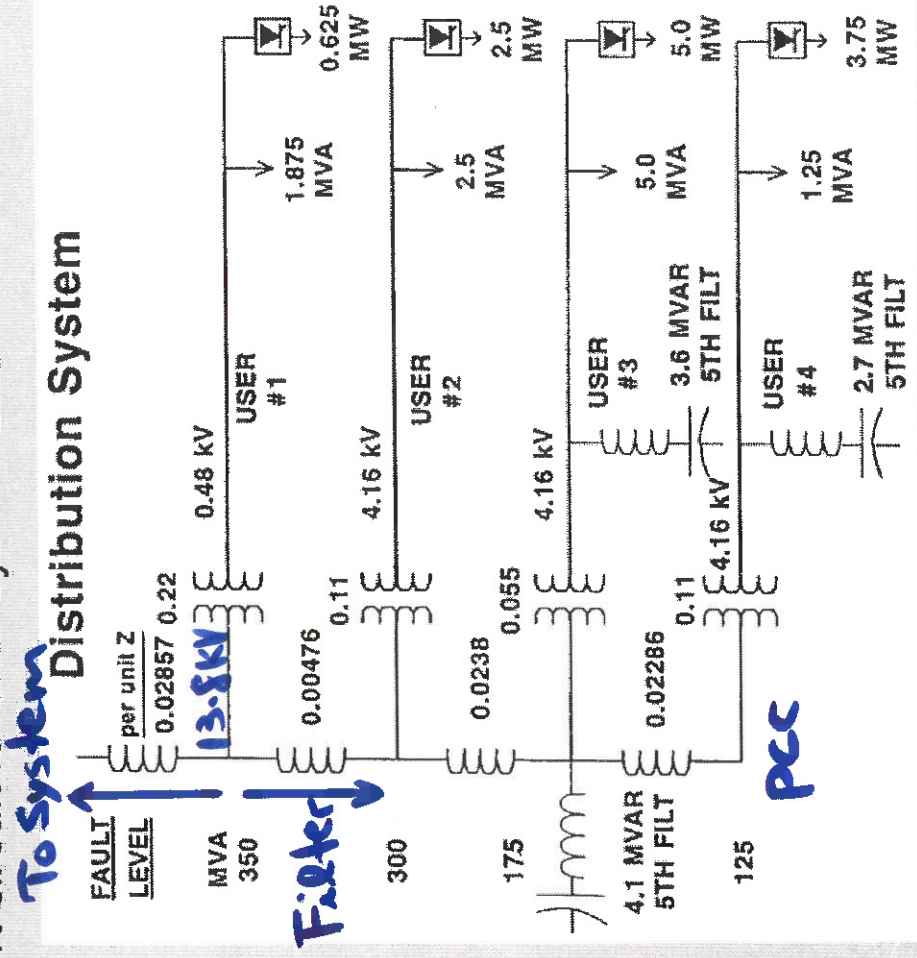 To System
Distribution System
FAULT
LEVEL
per unit Z
0.02857
0.22
0.48 kV
0.625
MW
1.875
MVA
MVA
350
13.8KV
USER
#1
Filter
0.00476
0.11
4.16 kV
2.5
MW
2.5
MVA
300
USER
#2
0.0238
0.055
4.16 kV
5.0
MW
5.0
MVA
175
USER
#3
3.6 MVAR
5TH FILT
4.1 MVAR
5TH FILT
0.02286
0.11
4.16 kV
3.75
MW
1.25
MVA
125
PCC
USER
#4
2.7 MVAR
5TH FILT